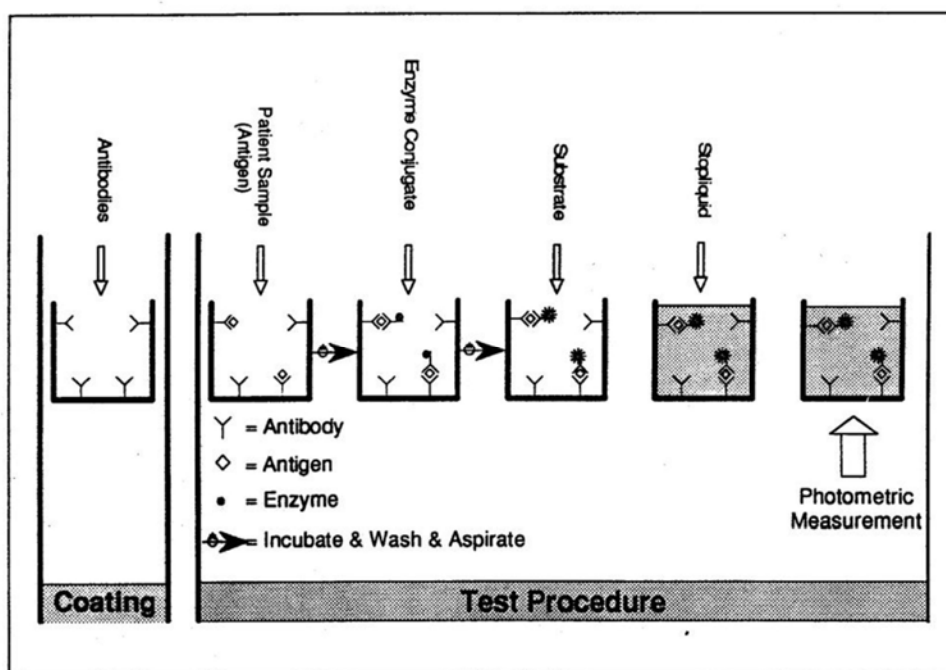 Antibodies
Patient Sample
(Antigen)
Enzyme Conjugate
Substrate
Stopliquid
= Antibody
= Antigen
= Enzyme
= Incubate & Wash & Aspirate
Photometric
Measurement
Coating
Test Procedure